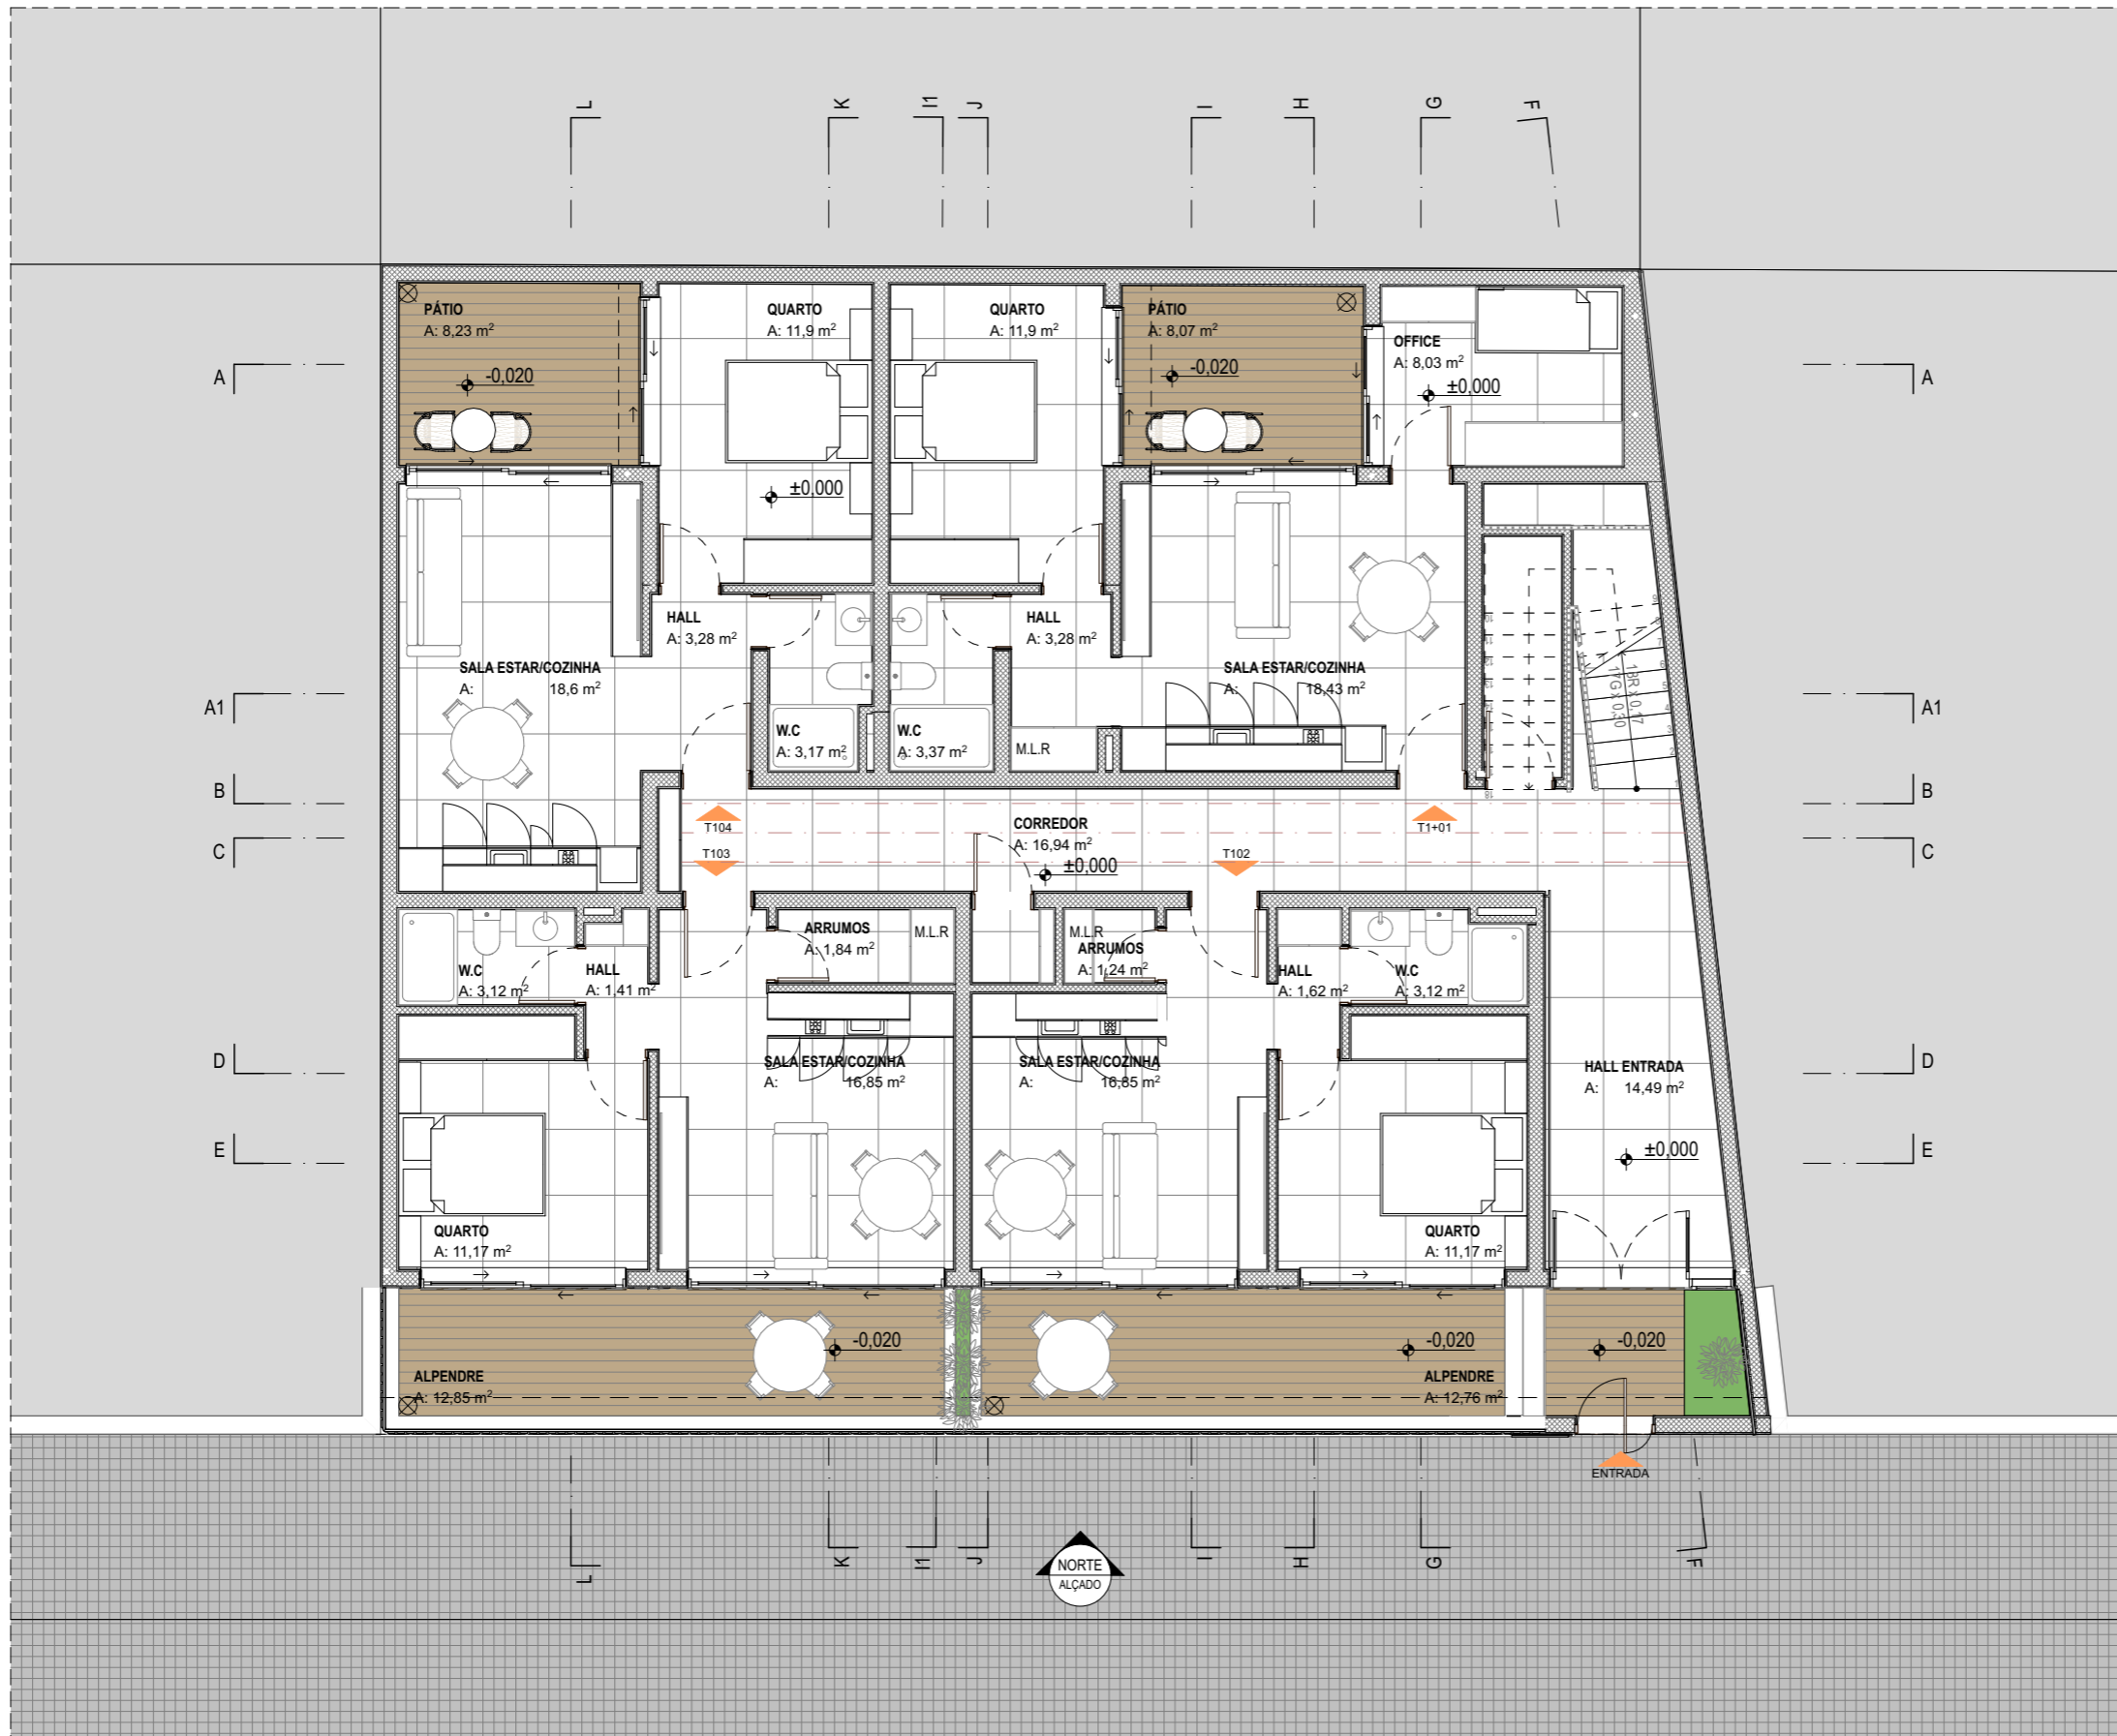 L
K
I1
J
I
H
G
F
PÁTIO
A: 8,23 m²
-0,020
QUARTO
A: 11,9 m²
±0,000
QUARTO
A: 11,9 m²
PÁTIO
A: 8,07 m²
-0,020
OFFICE
A: 8,03 m²
±0,000
A
A
HALL
A: 3,28 m²
HALL
A: 3,28 m²
SALA ESTAR/COZINHA
A: 18,6 m²
SALA ESTAR/COZINHA
A: 18,43 m²
18R x 0,17
17G x 0,30
A1
A1
W.C
A: 3,17 m²
W.C
A: 3,37 m²
M.L.R
B
B
T104
T103
CORREDOR
A: 16,94 m²
±0,000
T102
T1+01
C
C
ARRUMOS
A: 1,84 m²
M.L.R
M.L.R
ARRUMOS
A: 1,24 m²
W.C
A: 3,12 m²
HALL
A: 1,41 m²
HALL
A: 1,62 m²
W.C
A: 3,12 m²
D
D
SALA ESTAR/COZINHA
A: 16,85 m²
SALA ESTAR/COZINHA
A: 16,85 m²
HALL ENTRADA
A: 14,49 m²
±0,000
E
E
QUARTO
A: 11,17 m²
QUARTO
A: 11,17 m²
-0,020
-0,020
-0,020
ALPENDRE
A: 12,85 m²
ALPENDRE
A: 12,76 m²
ENTRADA
L
K
I1
J
I
H
G
F
NORTE
ALÇADO